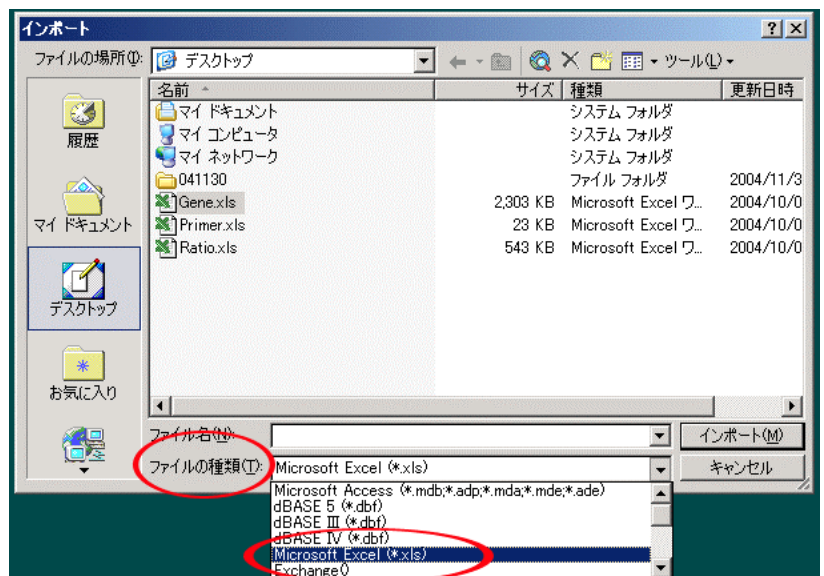 インポート
ファイルの場所(I): デスクトップ ツール(L)
名前 サイズ 種類 更新日時
マイ ドキュメント システム フォルダ
マイ コンピュータ システム フォルダ
マイ ネットワーク システム フォルダ
041130 ファイル フォルダ 2004/11/3
Gene.xls 2,303 KB Microsoft Excel ワ... 2004/10/0
Primer.xls 23 KB Microsoft Excel ワ... 2004/10/0
Ratio.xls 543 KB Microsoft Excel ワ... 2004/10/0
履歴
マイ ドキュメント
デスクトップ
お気に入り
ファイル名(N): インポート(M)
ファイルの種類(T): Microsoft Excel (*.xls) キャンセル
Microsoft Access (*.mdb;*.adp;*.mda;*.mde;*.ade)
dBASE 5 (*.dbf)
dBASE III (*.dbf)
dBASE IV (*.dbf)
Microsoft Excel (*.xls)
Exchange()